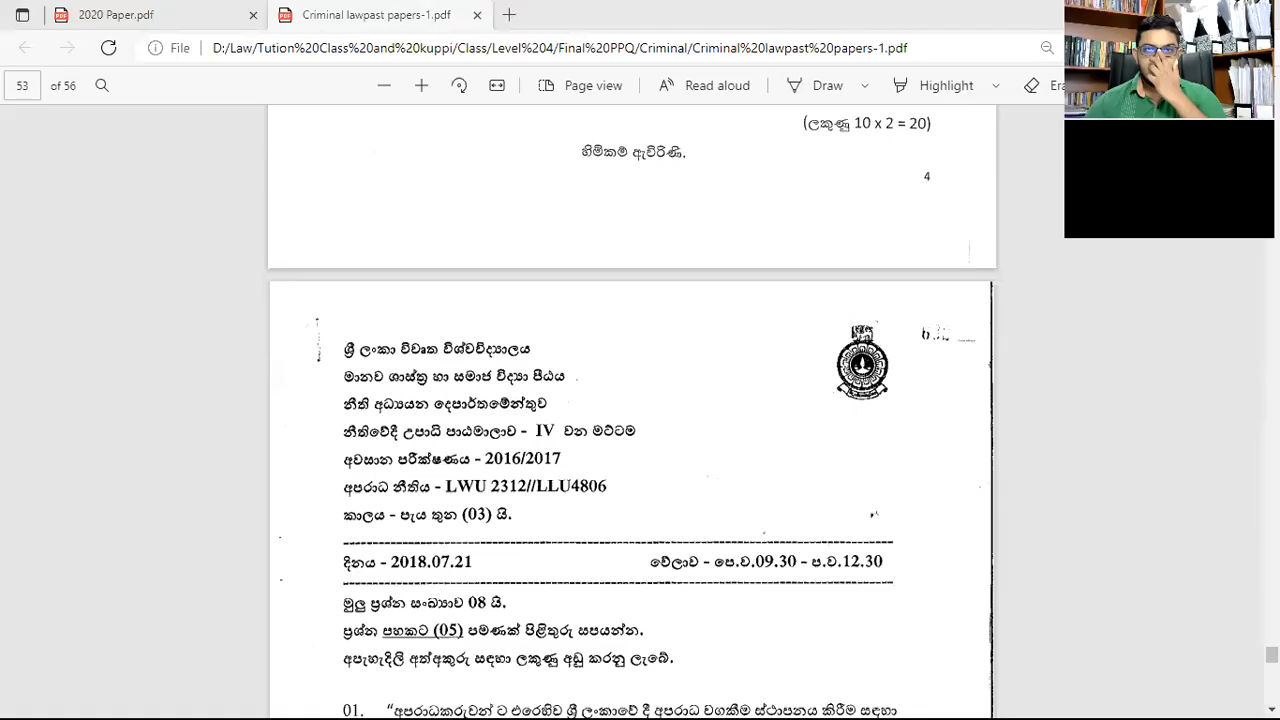 2020 Paper.pdf
Criminal lawpast papers-1.pdf
File
D:/Law/Tution%20Class%20and%20kuppi/Class/Level%204/Final%20PPQ/Criminal/Criminal%20lawpast%20papers-1.pdf
53 of 56
Page view
Read aloud
Draw
Highlight
Era
(ලකුණු 10 x 2 = 20)
හිමිකම් ඇවිරිණි.
4
ශ්‍රී ලංකා විවෘත විශ්වවිද්‍යාලය
මානව ශාස්ත්‍ර හා සමාජ විද්‍යා පීඨය
නීති අධ්‍යයන දෙපාර්තමේන්තුව
නීතිවේදී උපාධි පාඨමාලාව - IV වන මට්ටම
අවසාන පරීක්ෂණය - 2016/2017
අපරාධ නීතිය - LWU 2312//LLU4806
කාලය - පැය තුන (03) යි.
දිනය - 2018.07.21
වේලාව - පෙ.ව.09.30 - ප.ව.12.30
මුලු ප්‍රශ්න සංඛ්‍යාව 08 යි.
ප්‍රශ්න පහකට (05) පමණක් පිළිතුරු සපයන්න.
අපැහැදිලි අත්අකුරු සඳහා ලකුණු අඩු කරනු ලැබේ.
01. “අපරාධකරුවන් ට එරෙහිව ශ්‍රී ලංකාවේ දී අපරාධ වගකීම ස්ථාපනය කිරීම සඳහා